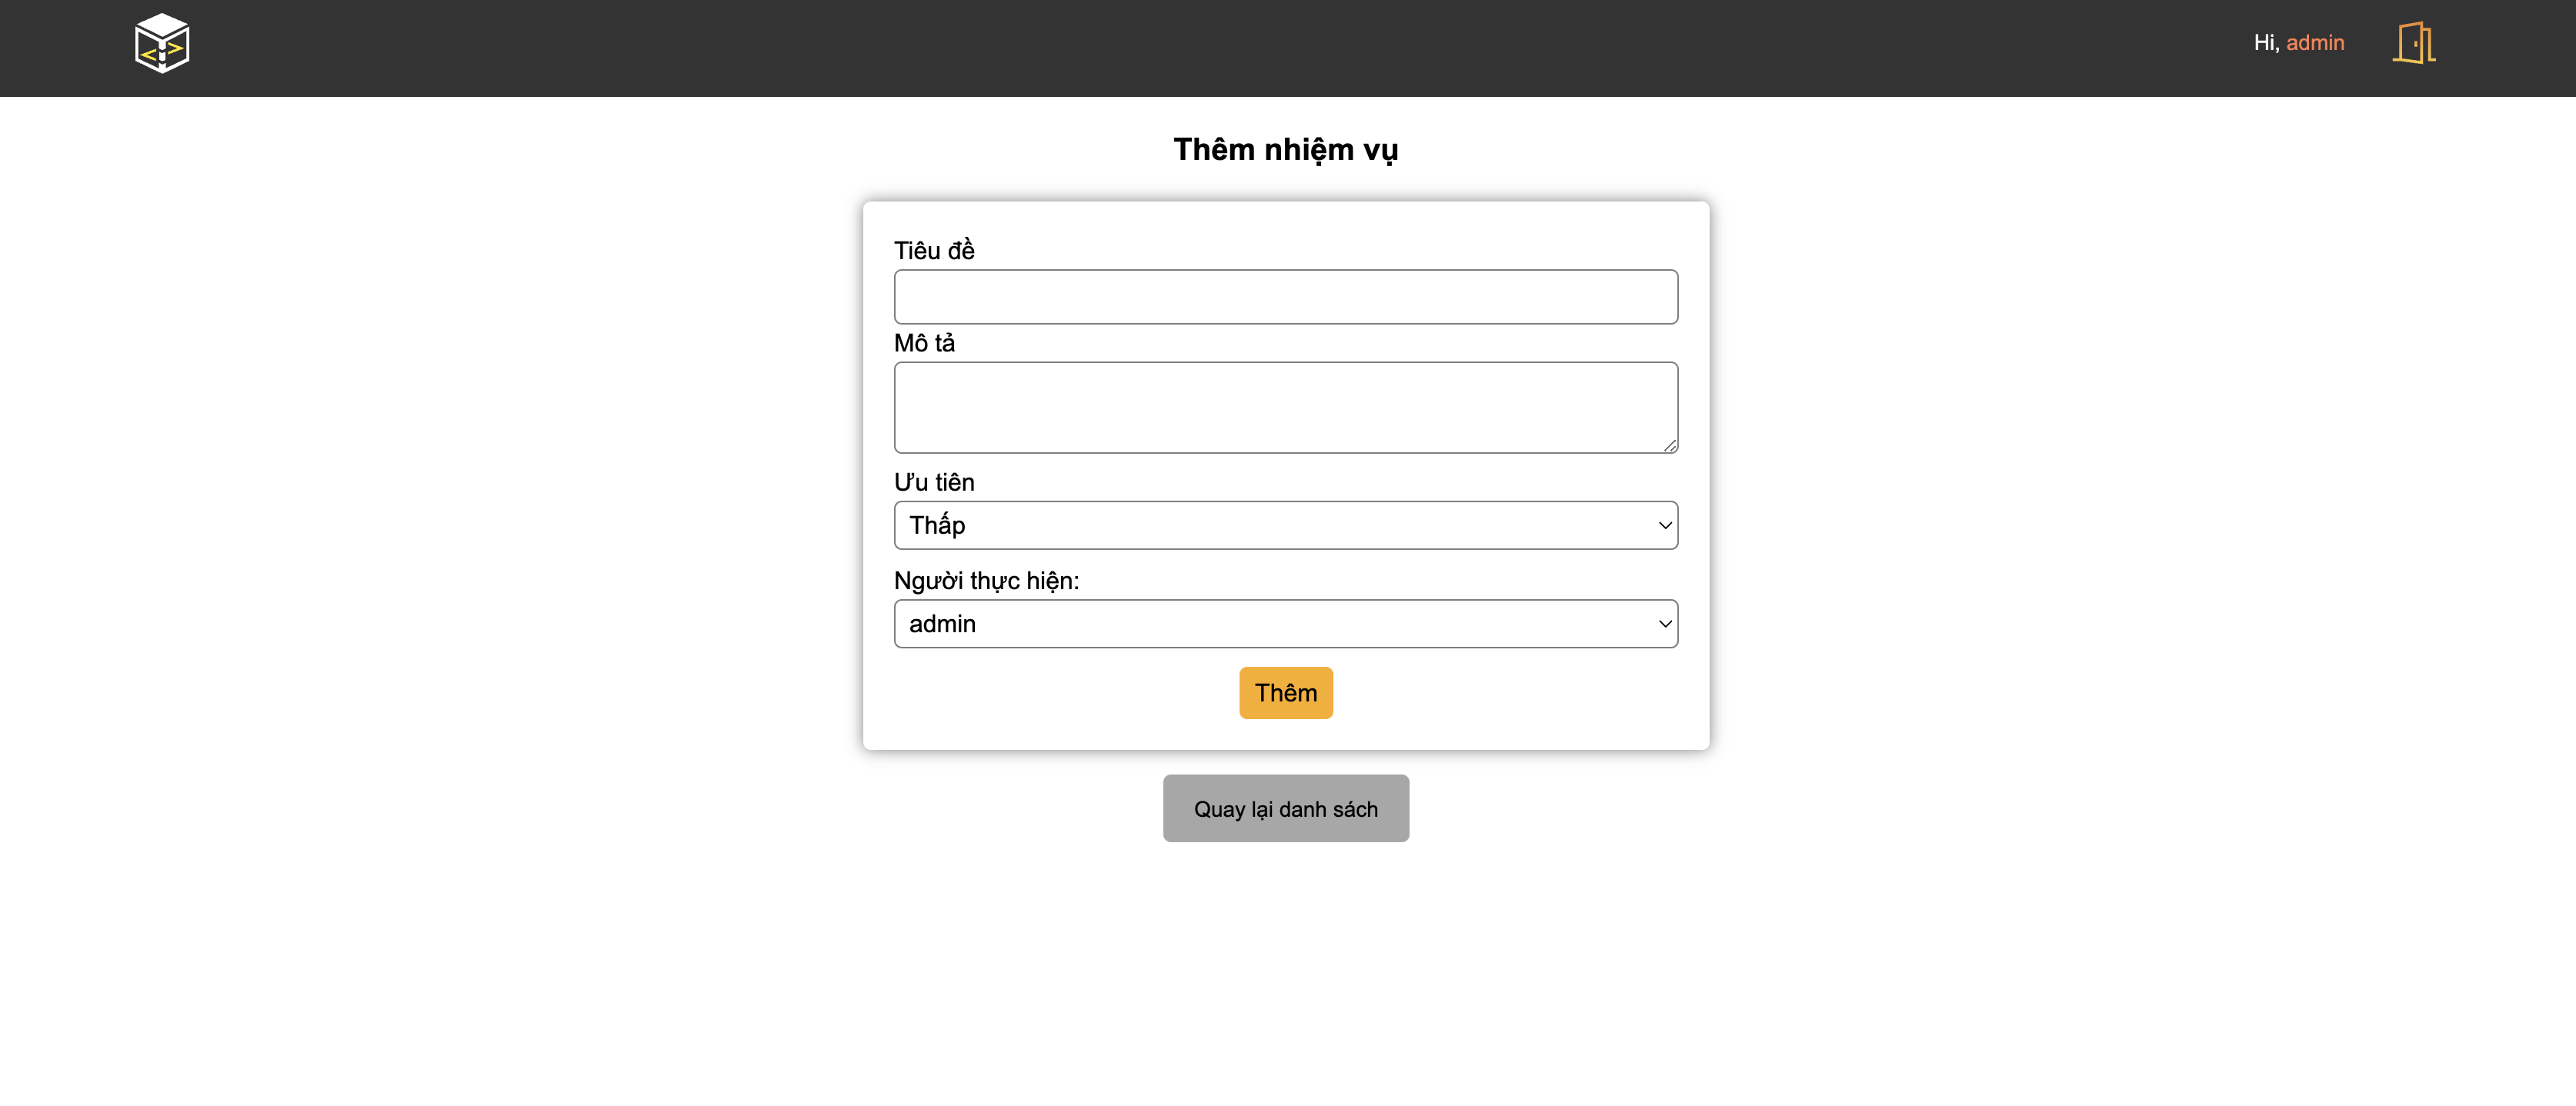 Hi, admin
Thêm nhiệm vụ
Tiêu đề
Mô tả
Ưu tiên
Thấp
Người thực hiện:
admin
Thêm
Quay lại danh sách